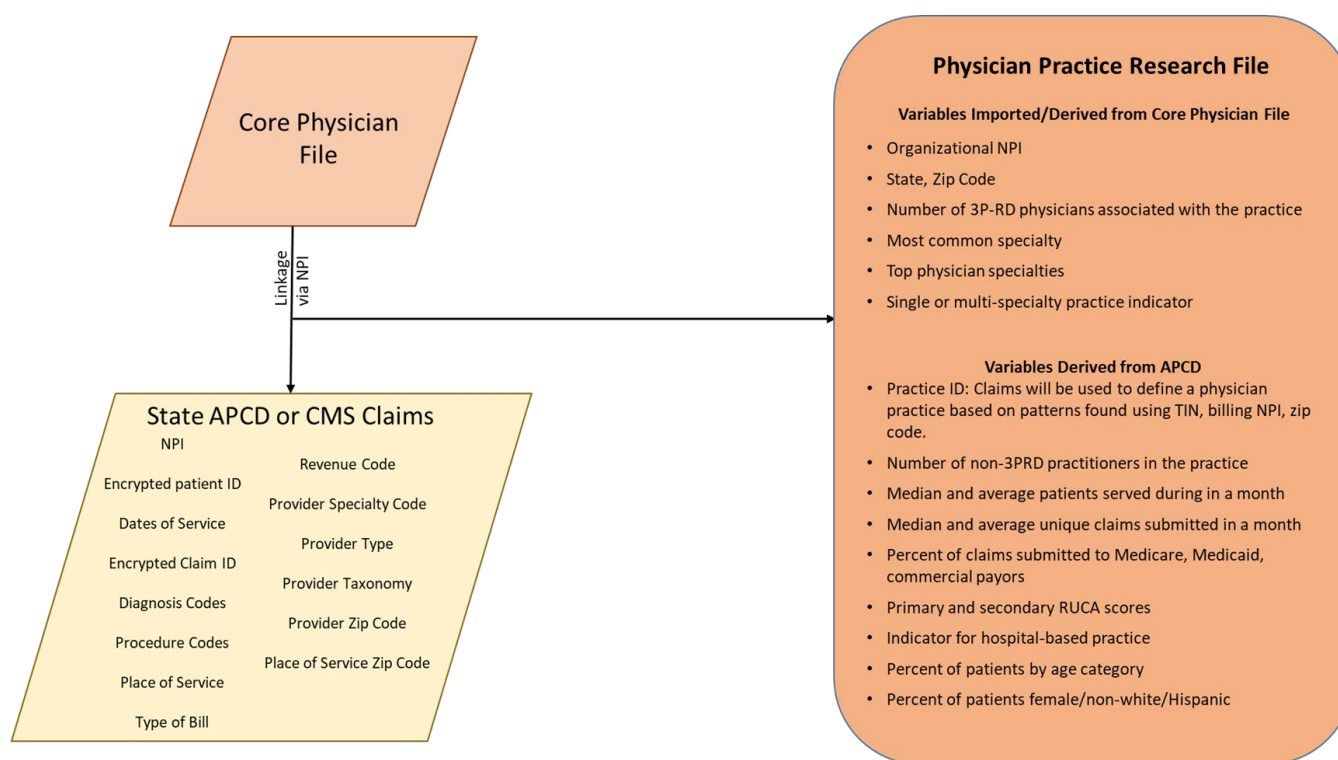 Core Physician
File
Linkage
via NPI
State APCD or CMS Claims
NPI
Encrypted patient ID
Dates of Service
Encrypted Claim ID
Diagnosis Codes
Procedure Codes
Place of Service
Type of Bill
Revenue Code
Provider Specialty Code
Provider Type
Provider Taxonomy
Provider Zip Code
Place of Service Zip Code
Physician Practice Research File
Variables Imported/Derived from Core Physician File
• Organizational NPI
• State, Zip Code
• Number of 3P-RD physicians associated with the practice
• Most common specialty
• Top physician specialties
• Single or multi-specialty practice indicator
Variables Derived from APCD
• Practice ID: Claims will be used to define a physician
practice based on patterns found using TIN, billing NPI, zip
code.
• Number of non-3PRD practitioners in the practice
• Median and average patients served during in a month
• Median and average unique claims submitted in a month
• Percent of claims submitted to Medicare, Medicaid,
commercial payors
• Primary and secondary RUCA scores
• Indicator for hospital-based practice
• Percent of patients by age category
• Percent of patients female/non-white/Hispanic